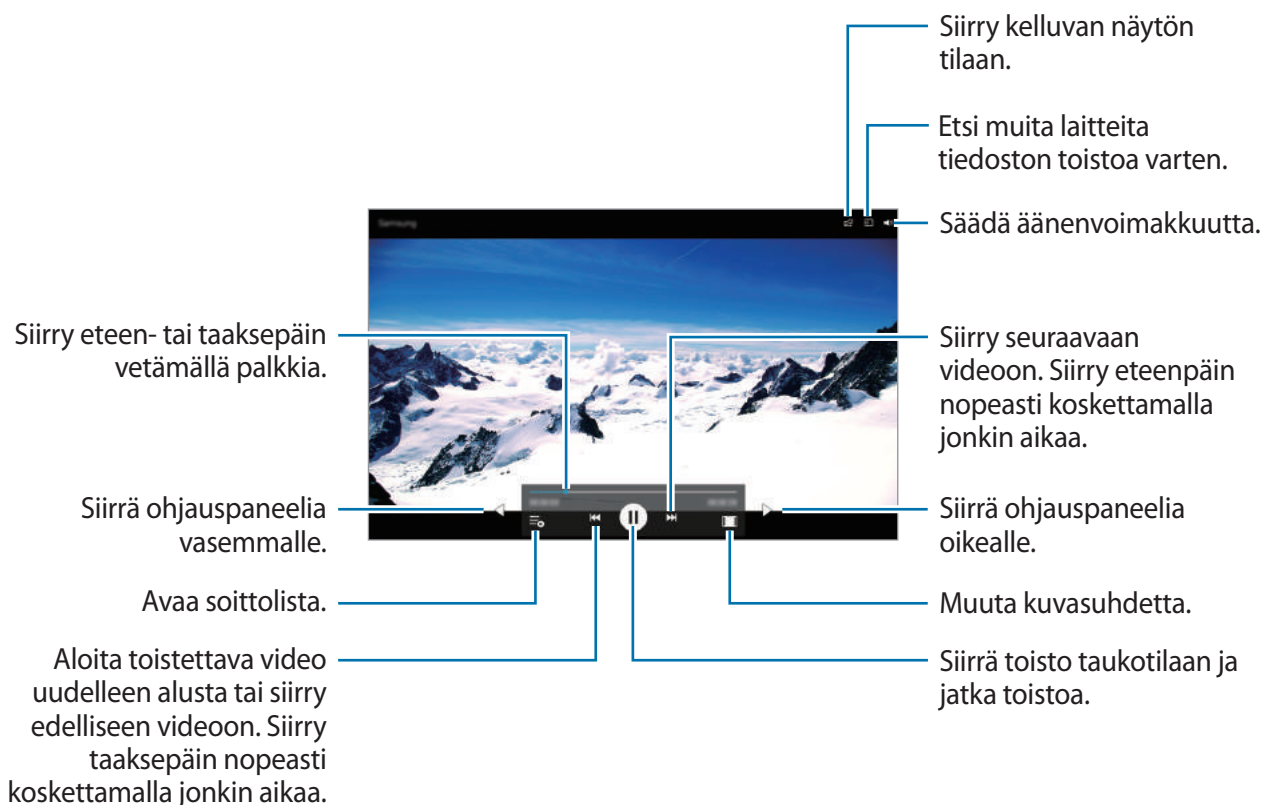 Siirry kelluvan näytön
tilaan.
Etsi muita laitteita
tiedoston toistoa varten.
Samsung
Säädä äänenvoimakkuutta.
Siirry eteen- tai taaksepäin
vetämällä palkkia.
Siirry seuraavaan
videoon. Siirry eteenpäin
nopeasti koskettamalla
jonkin aikaa.
Siirrä ohjauspaneelia
vasemmalle.
Siirrä ohjauspaneelia
oikealle.
Avaa soittolista.
Muuta kuvasuhdetta.
Aloita toistettava video
uudelleen alusta tai siirry
edelliseen videoon. Siirry
taaksepäin nopeasti
koskettamalla jonkin aikaa.
Siirrä toisto taukotilaan ja
jatka toistoa.